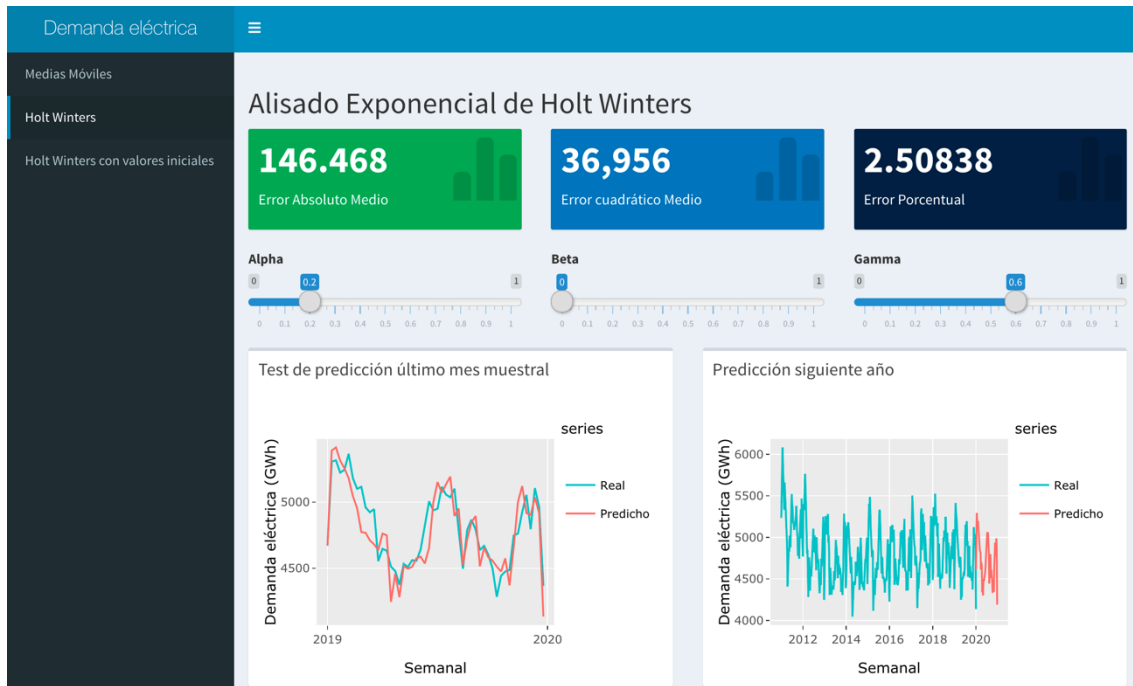 Demanda eléctrica
Medias Móviles
Holt Winters
Holt Winters con valores iniciales
Alisado Exponencial de Holt Winters
146.468
Error Absoluto Medio
36,956
Error cuadrático Medio
2.50838
Error Porcentual
Alpha
0 0.2 1
0 0.1 0.2 0.3 0.4 0.5 0.6 0.7 0.8 0.9 1
Beta
0 1
0 0.1 0.2 0.3 0.4 0.5 0.6 0.7 0.8 0.9 1
Gamma
0 0.6 1
0 0.1 0.2 0.3 0.4 0.5 0.6 0.7 0.8 0.9 1
Test de predicción último mes muestral
series
Real
Predicho
Demanda eléctrica (GWh)
5000
4500
2019 2020
Semanal
Predicción siguiente año
series
Real
Predicho
Demanda eléctrica (GWh)
6000
5500
5000
4500
4000
2012 2014 2016 2018 2020
Semanal